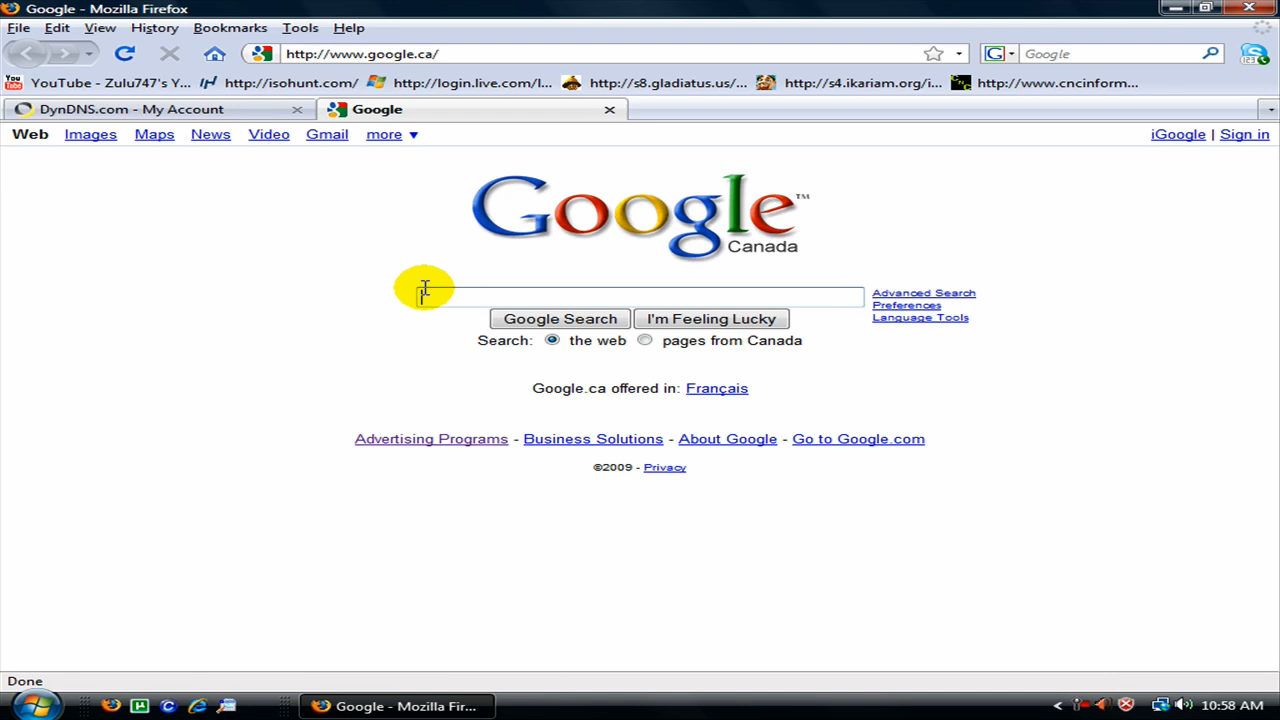 Google - Mozilla Firefox
File Edit View History Bookmarks Tools Help
http://www.google.ca/ Google
YouTube - Zulu747's Y... http://isohunt.com/ http://login.live.com/l... http://s8.gladiatus.us/... http://s4.ikariam.org/i... http://www.cncinform...
DynDNS.com - My Account Google
Web Images Maps News Video Gmail more iGoogle | Sign in
Google™
Canada
Advanced Search
Preferences
Language Tools
Google Search I'm Feeling Lucky
Search: the web pages from Canada
Google.ca offered in: Français
Advertising Programs - Business Solutions - About Google - Go to Google.com
©2009 - Privacy
Done
Google - Mozilla Fir... 10:58 AM